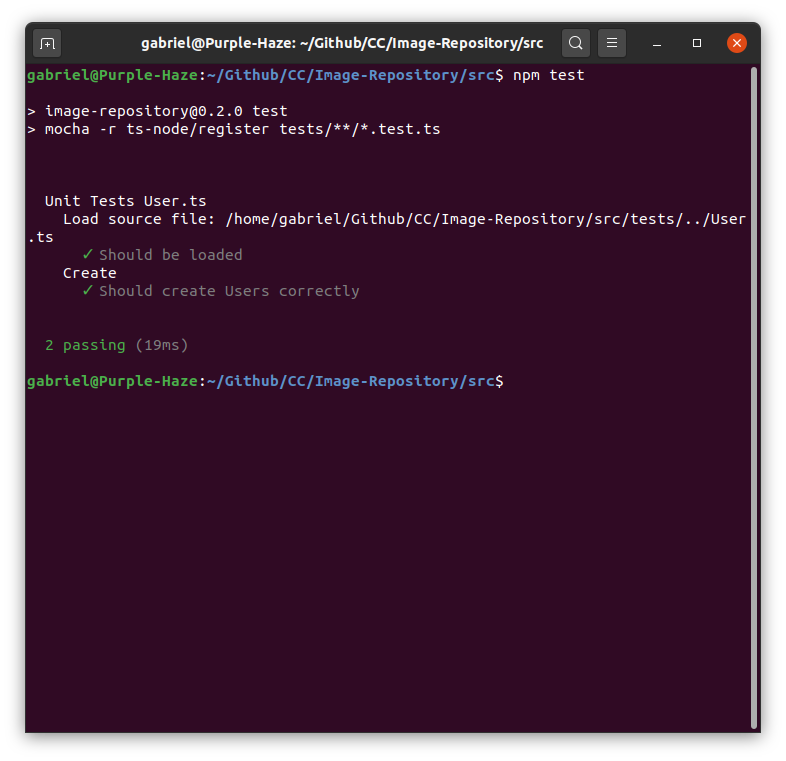 gabriel@Purple-Haze: ~/Github/CC/Image-Repository/src
gabriel@Purple-Haze:~/Github/CC/Image-Repository/src$ npm test
> image-repository@0.2.0 test
> mocha -r ts-node/register tests/**/*.test.ts
Unit Tests User.ts
Load source file: /home/gabriel/Github/CC/Image-Repository/src/tests/../User
.ts
✓ Should be loaded
Create
✓ Should create Users correctly
2 passing (19ms)
gabriel@Purple-Haze:~/Github/CC/Image-Repository/src$